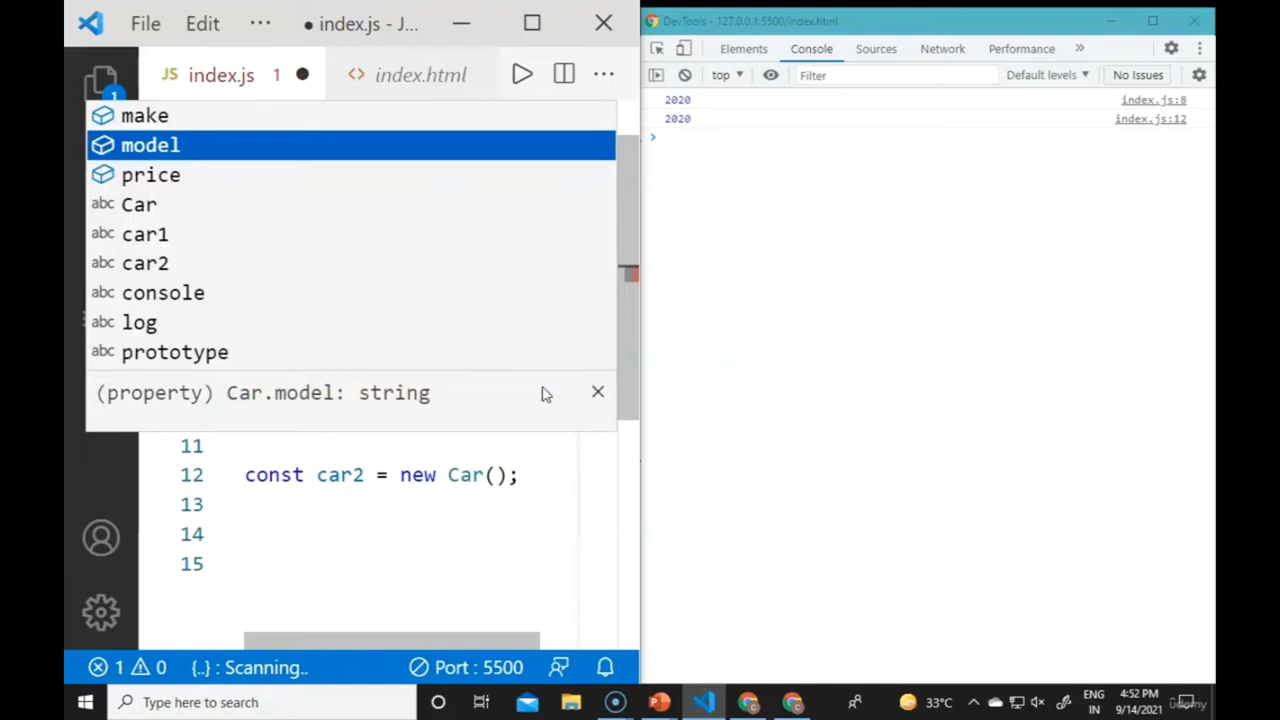 File Edit ··· ● index.js - J...
JS index.js 1 ● <> index.html ···
1
make
model
price
abc Car
abc car1
abc car2
abc console
abc log
abc prototype
(property) Car.model: string
11
12 const car2 = new Car();
13
14
15
1 0 {..} : Scanning.. Port : 5500
DevTools - 127.0.0.1:5500/index.html
Elements Console Sources Network Performance »
top ▼ Filter Default levels ▼ No Issues
2020 index.js:8
2020 index.js:12
>
Type here to search
33°C
ENG
IN
4:52 PM
9/14/2021
Udemy